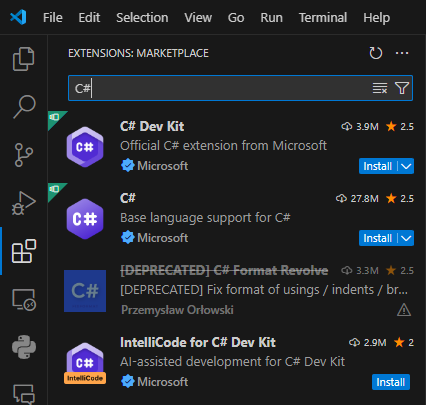 File Edit Selection View Go Run Terminal Help
EXTENSIONS: MARKETPLACE
C#
C# Dev Kit 3.9M 2.5
Official C# extension from Microsoft
Microsoft Install
C# 27.8M 2.5
Base language support for C#
Microsoft Install
[DEPRECATED] C# Format Revolve 3.3M 2.5
[DEPRECATED] Fix format of usings / indents / br...
Przemysław Orłowski
IntelliCode for C# Dev Kit 2.9M 2
AI-assisted development for C# Dev Kit
Microsoft Install
C#
C#
C#
C#
IntelliCode